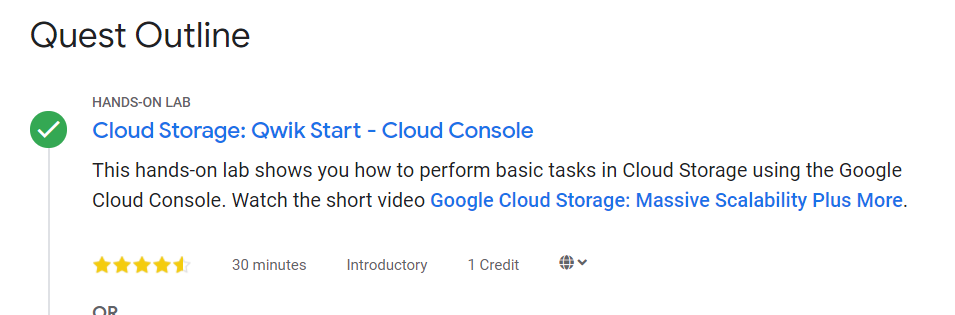 Quest Outline
HANDS-ON LAB
Cloud Storage: Qwik Start - Cloud Console
This hands-on lab shows you how to perform basic tasks in Cloud Storage using the Google
Cloud Console. Watch the short video Google Cloud Storage: Massive Scalability Plus More.
30 minutes Introductory 1 Credit
OR